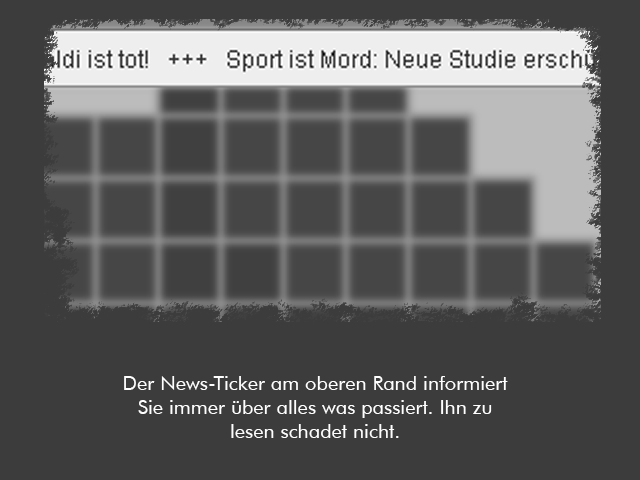 ldi ist tot! +++ Sport ist Mord: Neue Studie erschü
Der News-Ticker am oberen Rand informiert
Sie immer über alles was passiert. Ihn zu
lesen schadet nicht.